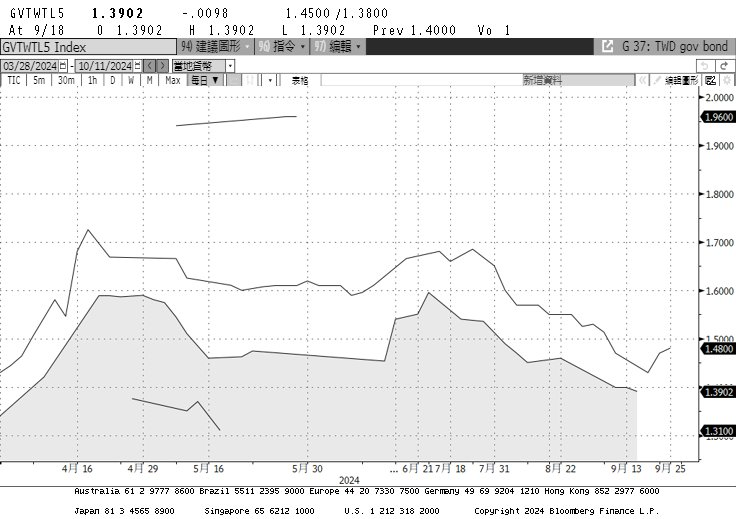 GVTWTL5 1.3902 -.0098 1.4500 /1.3800
At 9/18 O 1.3902 H 1.3902 L 1.3902 Prev 1.4000 Vo 1
GVTWTL5 Index 94) 建議圖形 96) 指令 97) 編輯 G 37: TWD gov bond
03/28/2024 - 10/11/2024 當地貨幣
TIC 5m 30m 1h D W M Max 每日 ▼ 表格 新增資料 編輯圖形
2.0000
1.9600
1.9000
1.8000
1.7000
1.6000
1.5000
1.4800
1.3902
1.3100
4月 16 4月 29 5月 16 5月 30 ... 6月 21 7月 18 7月 31 8月 22 9月 13 9月 25
2024
Australia 61 2 9777 8600 Brazil 5511 2395 9000 Europe 44 20 7330 7500 Germany 49 69 9204 1210 Hong Kong 852 2977 6000
Japan 81 3 4565 8900 Singapore 65 6212 1000 U.S. 1 212 318 2000 Copyright 2024 Bloomberg Finance L.P.